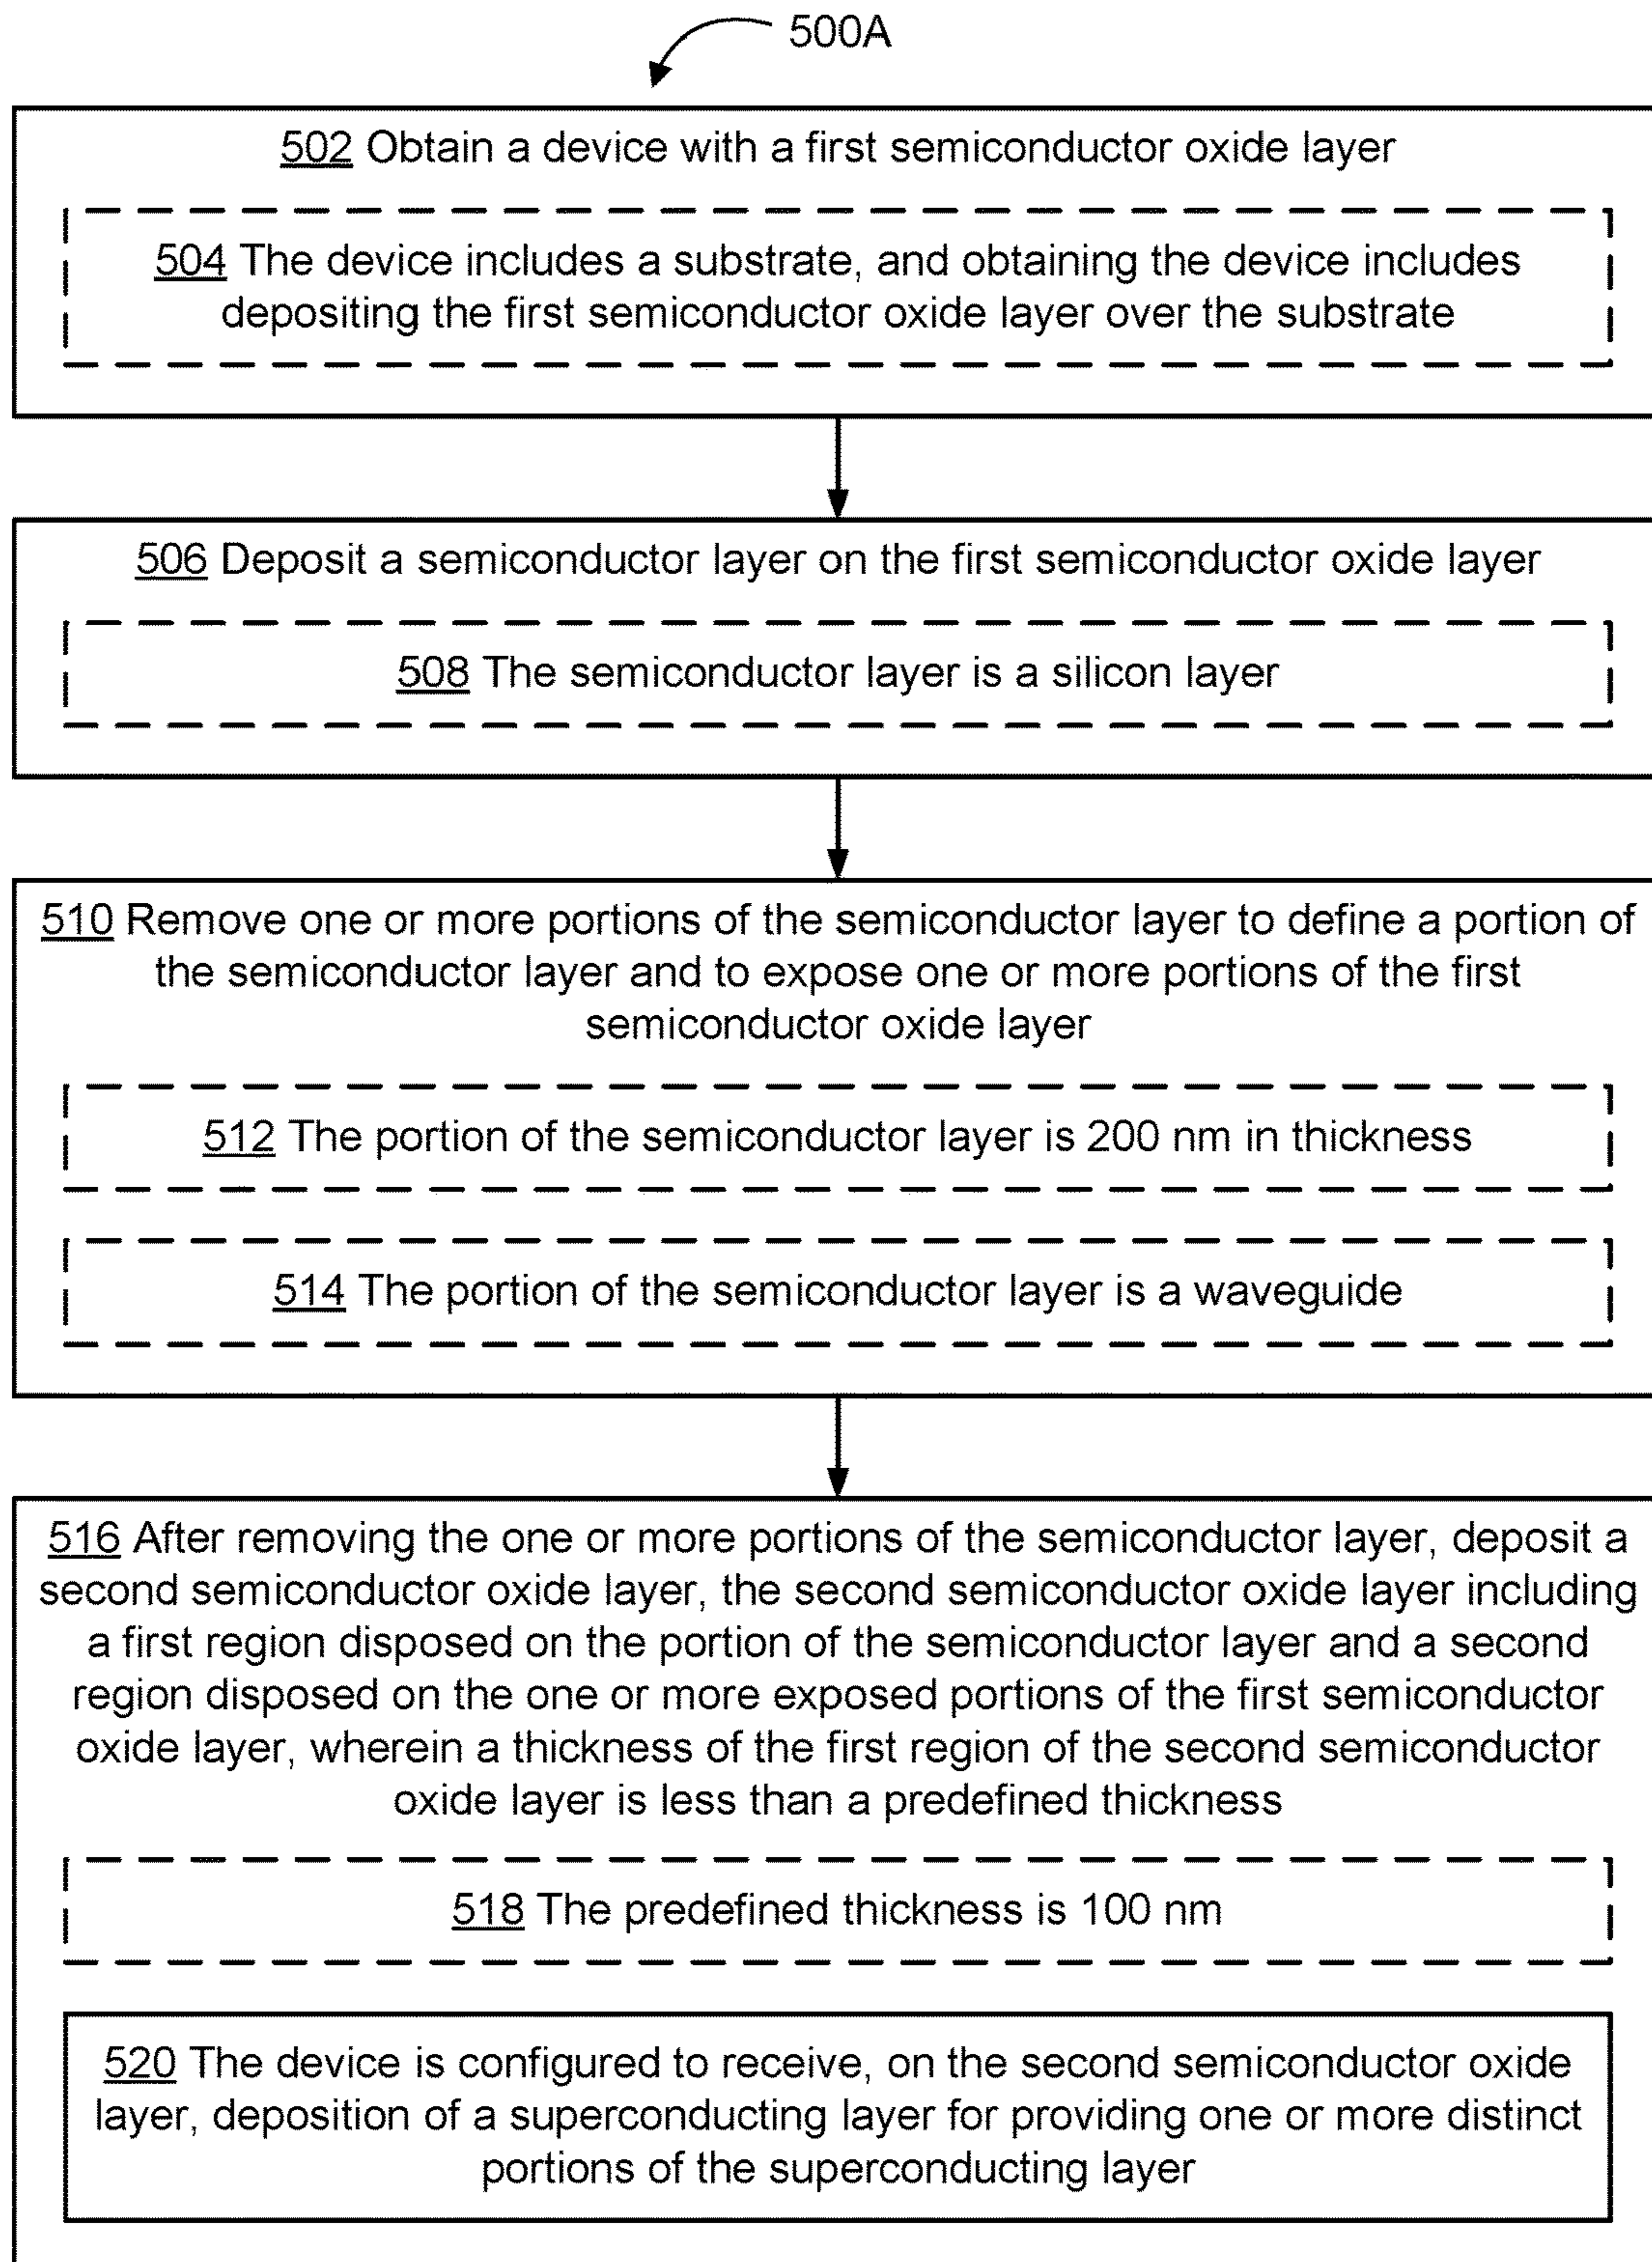 500A
502 Obtain a device with a first semiconductor oxide layer
504 The device includes a substrate, and obtaining the device includes
depositing the first semiconductor oxide layer over the substrate
506 Deposit a semiconductor layer on the first semiconductor oxide layer
508 The semiconductor layer is a silicon layer
510 Remove one or more portions of the semiconductor layer to define a portion of
the semiconductor layer and to expose one or more portions of the first
semiconductor oxide layer
512 The portion of the semiconductor layer is 200 nm in thickness
514 The portion of the semiconductor layer is a waveguide
516 After removing the one or more portions of the semiconductor layer, deposit a
second semiconductor oxide layer, the second semiconductor oxide layer including
a first region disposed on the portion of the semiconductor layer and a second
region disposed on the one or more exposed portions of the first semiconductor
oxide layer, wherein a thickness of the first region of the second semiconductor
oxide layer is less than a predefined thickness
518 The predefined thickness is 100 nm
520 The device is configured to receive, on the second semiconductor oxide
layer, deposition of a superconducting layer for providing one or more distinct
portions of the superconducting layer